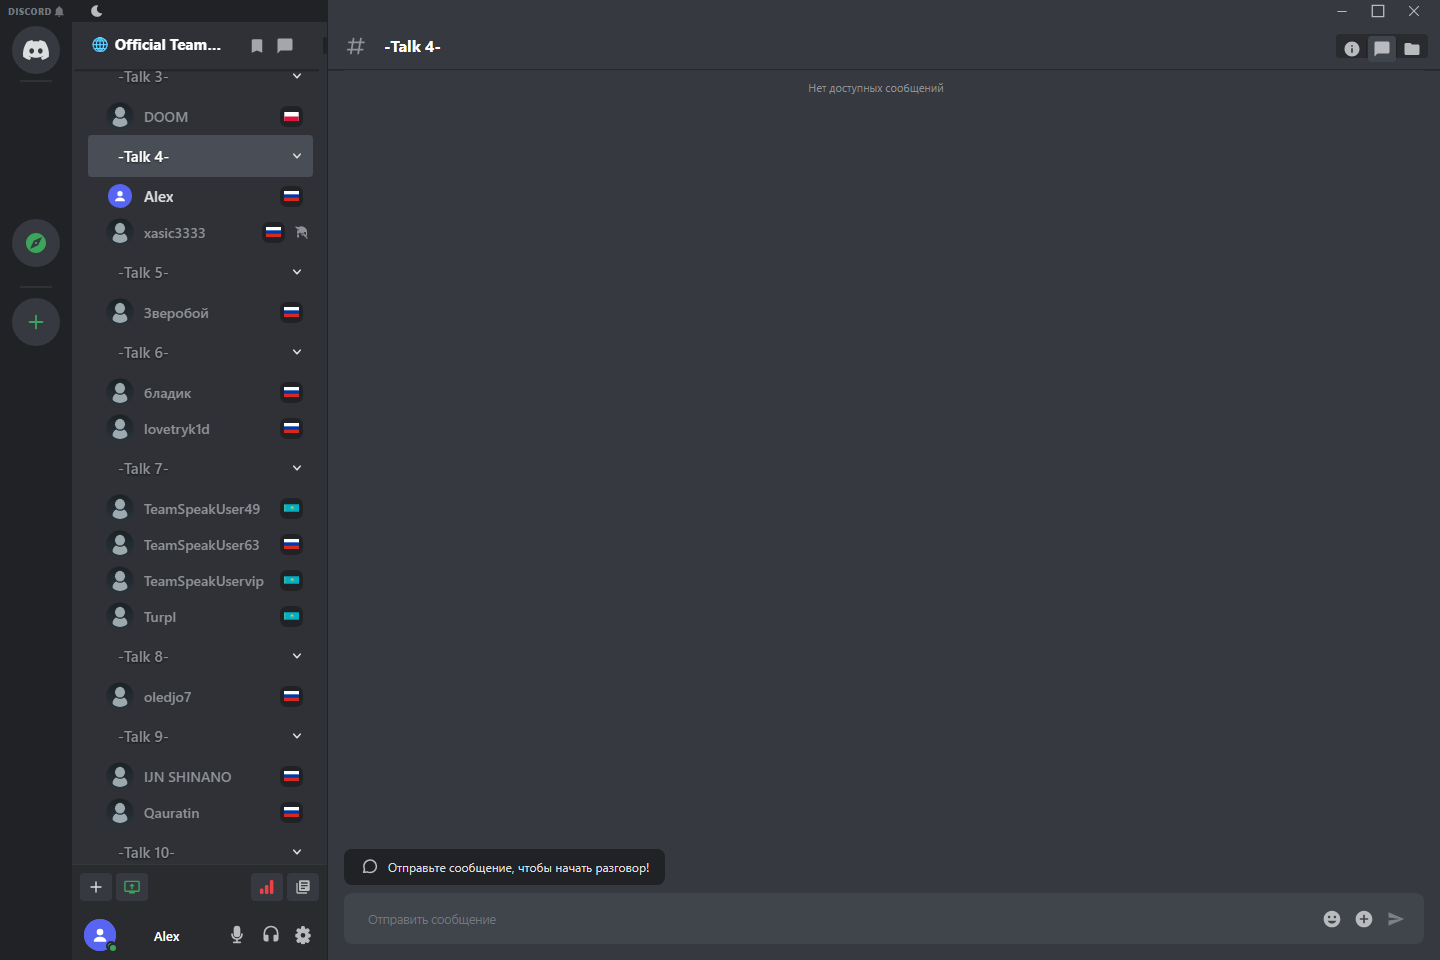 DISCORD
Official Team...
-Talk 3-
DOOM
-Talk 4-
Alex
xasic3333
-Talk 5-
Зверобой
-Talk 6-
бладик
lovetryk1d
-Talk 7-
TeamSpeakUser49
TeamSpeakUser63
TeamSpeakUservip
Turpl
-Talk 8-
oledjo7
-Talk 9-
IJN SHINANO
Qauratin
-Talk 10-
Alex
-Talk 4-
Нет доступных сообщений
Отправьте сообщение, чтобы начать разговор!
Отправить сообщение